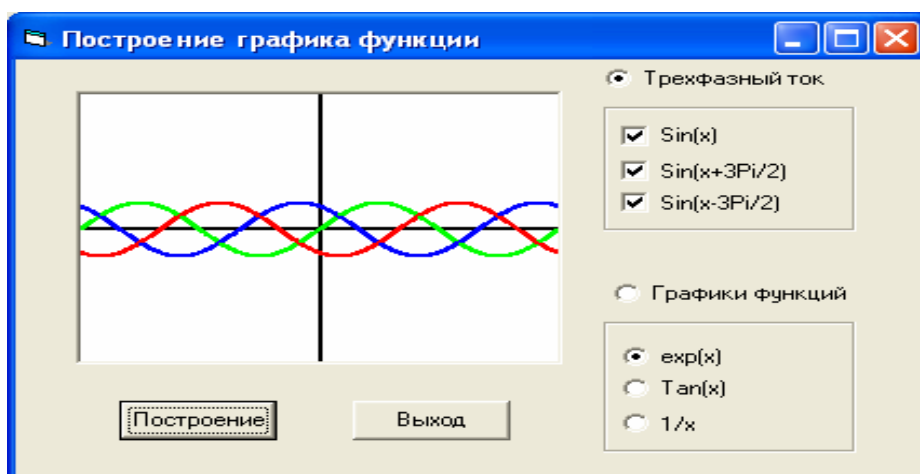 Построение графика функции
Трехфазный ток
Sin(x)
Sin(x+3Pi/2)
Sin(x-3Pi/2)
Графики функций
exp(x)
Tan(x)
1/x
Построение
Выход